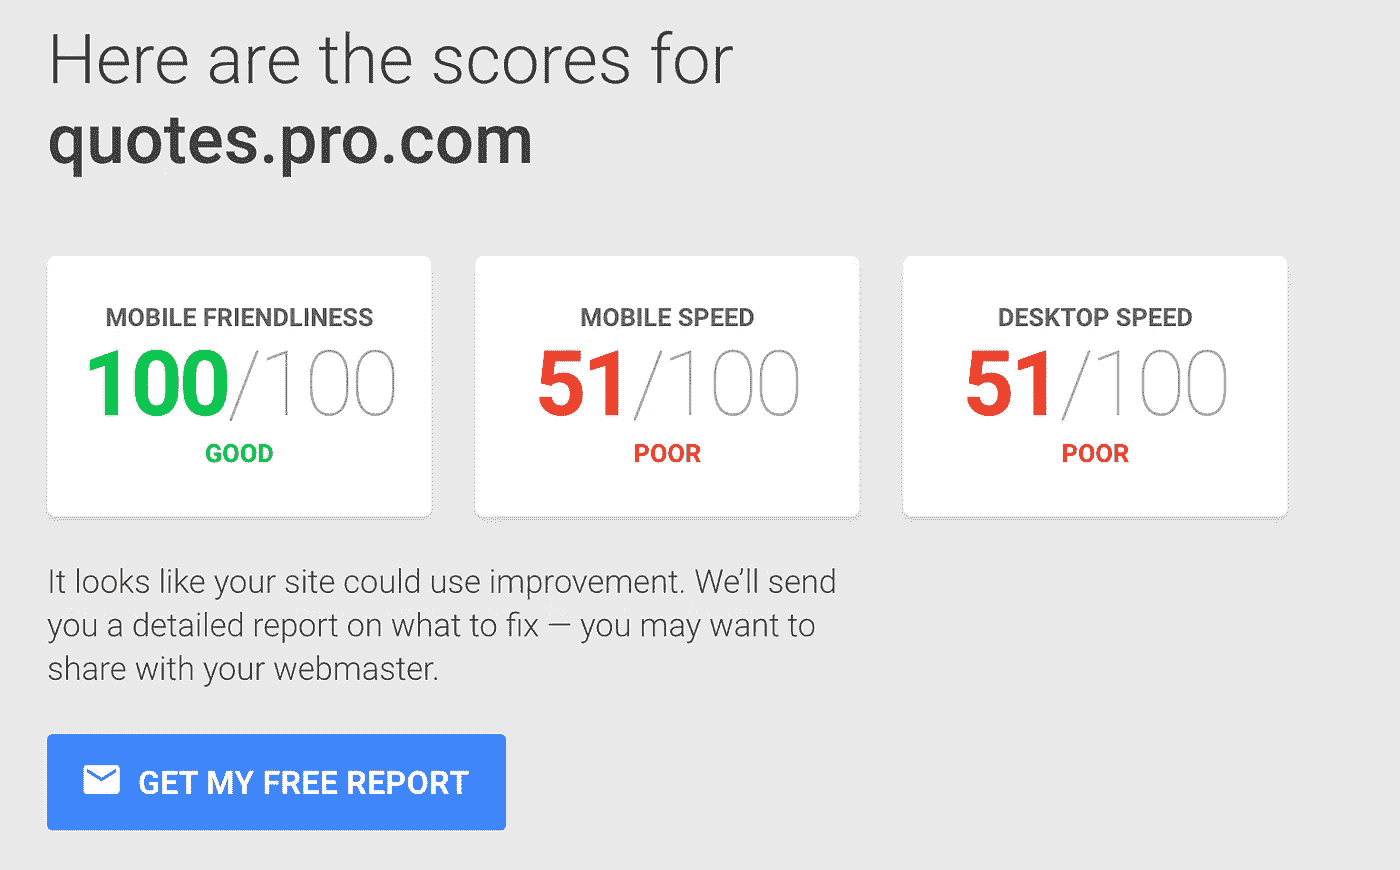 Here are the scores for
quotes.pro.com
MOBILE FRIENDLINESS
100/100
GOOD
MOBILE SPEED
51/100
POOR
DESKTOP SPEED
51/100
POOR
It looks like your site could use improvement. We’ll send
you a detailed report on what to fix — you may want to
share with your webmaster.
GET MY FREE REPORT